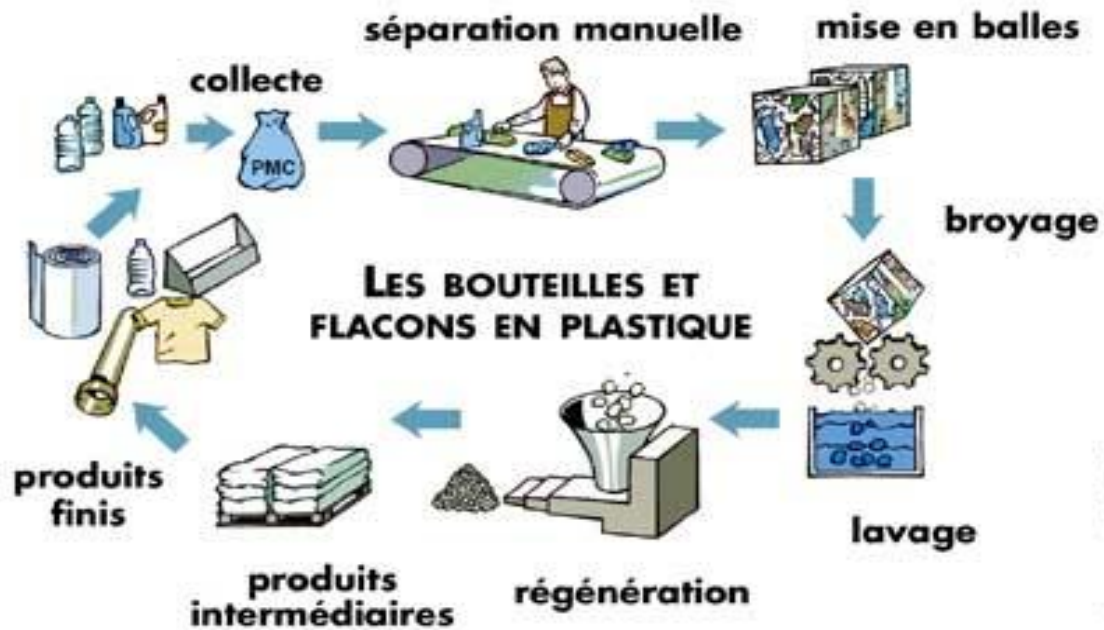 séparation manuelle
mise en balles
collecte
PMC
broyage
LES BOUTEILLES ET
FLACONS EN PLASTIQUE
lavage
régénération
produits
intermédiaires
produits
finis